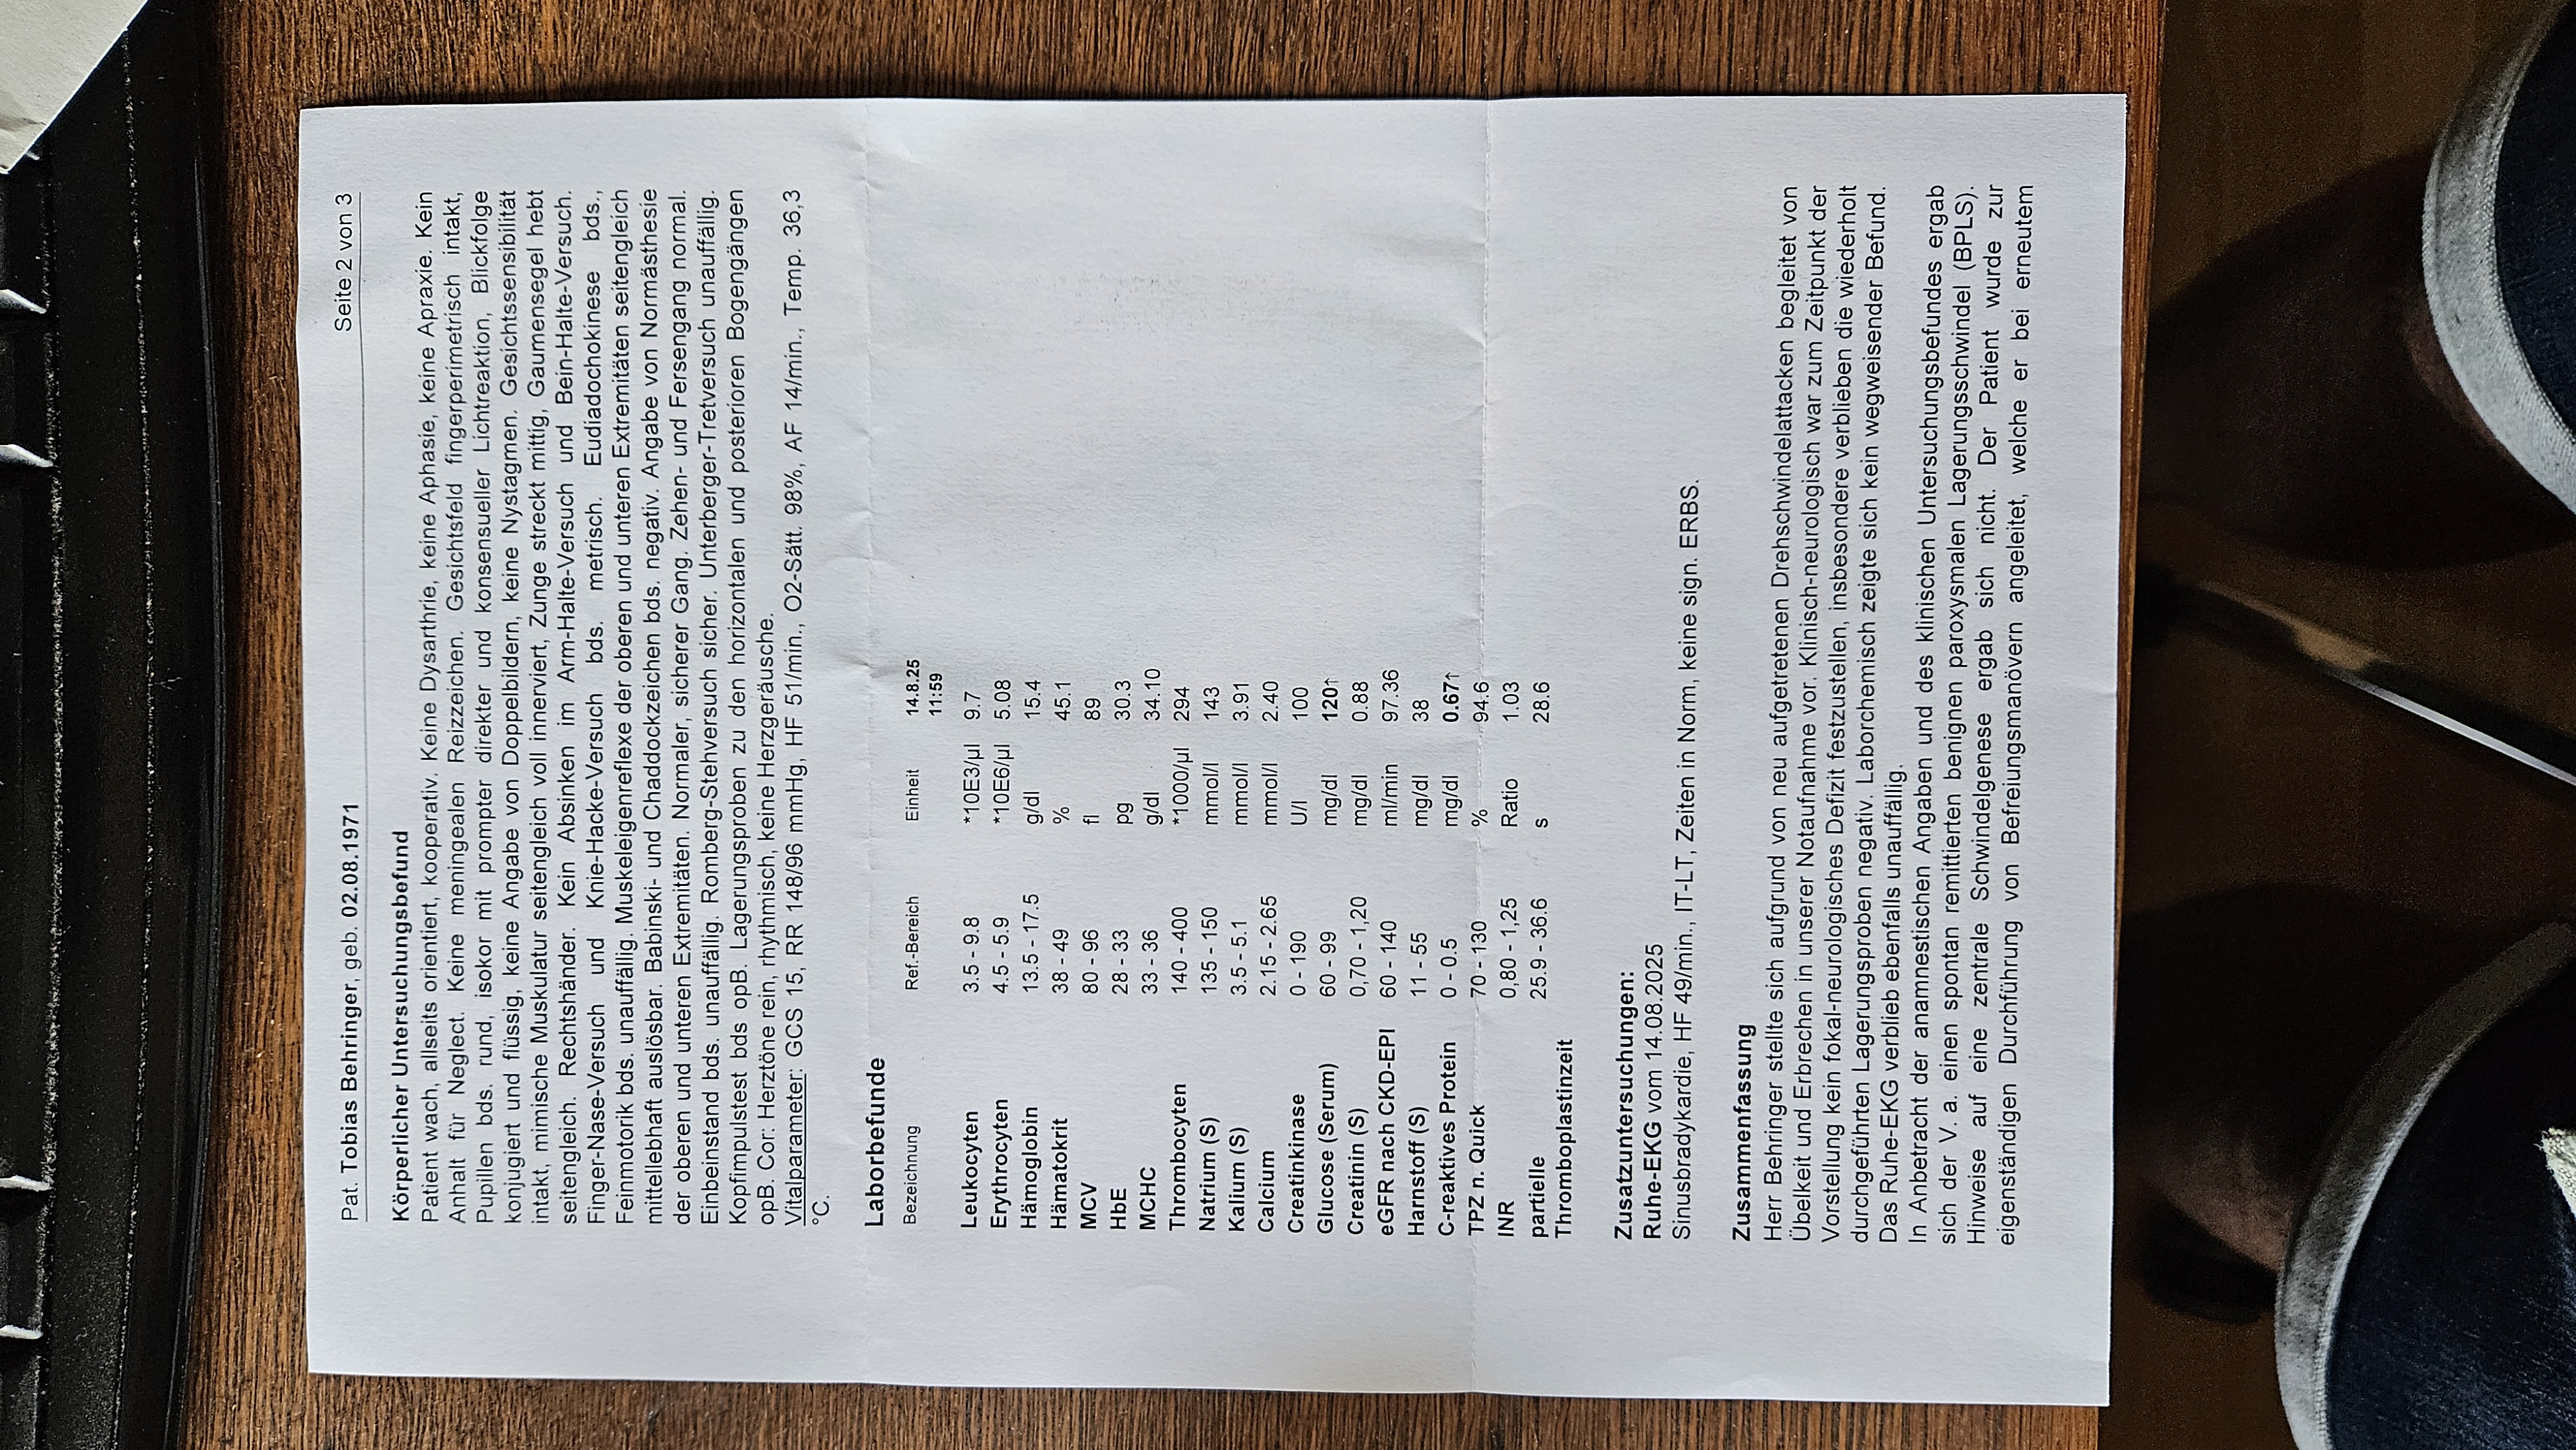 Pat. Tobias Behringer, geb. 02.08.1971 Seite 2 von 3
Körperlicher Untersuchungsbefund
Patient wach, allseits orientiert, kooperativ. Keine Dysarthrie, keine Aphasie, keine Apraxie. Kein
Anhalt für Neglect. Keine meningealen Reizzeichen. Gesichtsfeld fingerperimetrisch intakt,
Pupillen bds. rund, isokor mit prompter direkter und konsensueller Lichtreaktion, Blickfolge
konjugiert und flüssig, keine Angabe von Doppelbildern, keine Nystagmen. Gesichtssensibilität
intakt, mimische Muskulatur seitengleich voll innerviert, Zunge streckt mittig, Gaumensegel hebt
seitengleich. Rechtshänder. Kein Absinken im Arm-Halte-Versuch und Bein-Halte-Versuch.
Finger-Nase-Versuch und Knie-Hacke-Versuch bds. metrisch. Eudiadochokinese bds.,
Feinmotorik bds. unauffällig. Muskeleigenreflexe der oberen und unteren Extremitäten seitengleich
mittellebhaft auslösbar. Babinski- und Chaddockzeichen bds. negativ. Angabe von Normästhesie
der oberen und unteren Extremitäten. Normaler, sicherer Gang. Zehen- und Fersengang normal.
Einbeinstand bds. unauffällig. Romberg-Stehversuch sicher. Unterberger-Tretversuch unauffällig.
Kopfimpulstest bds opB. Lagerungsproben zu den horizontalen und posterioren Bogengängen
opB. Cor: Herztöne rein, rhythmisch, keine Herzgeräusche.
Vitalparameter: GCS 15, RR 148/96 mmHg, HF 51/min., O2-Sätt. 98%, AF 14/min., Temp. 36,3
°C.
Laborbefunde
Bezeichnung Ref.-Bereich Einheit 14.8.25
11:59
Leukocyten 3.5 - 9.8 *10E3/µl 9.7
Erythrocyten 4.5 - 5.9 *10E6/µl 5.08
Hämoglobin 13.5 - 17.5 g/dl 15.4
Hämatokrit 38 - 49 % 45.1
MCV 80 - 96 fl 89
HbE 28 - 33 pg 30.3
MCHC 33 - 36 g/dl 34.10
Thrombocyten 140 - 400 *1000/µl 294
Natrium (S) 135 - 150 mmol/l 143
Kalium (S) 3.5 - 5.1 mmol/l 3.91
Calcium 2.15 - 2.65 mmol/l 2.40
Creatinkinase 0 - 190 U/l 100
Glucose (Serum) 60 - 99 mg/dl 120↑
Creatinin (S) 0,70 - 1,20 mg/dl 0.88
eGFR nach CKD-EPI 60 - 140 ml/min 97.36
Harnstoff (S) 11 - 55 mg/dl 38
C-reaktives Protein 0 - 0.5 mg/dl 0.67↑
TPZ n. Quick 70 - 130 % 94.6
INR 0,80 - 1,25 Ratio 1.03
partielle 25.9 - 36.6 s 28.6
Thromboplastinzeit
Zusatzuntersuchungen:
Ruhe-EKG vom 14.08.2025
Sinusbradykardie, HF 49/min., IT-LT, Zeiten in Norm, keine sign. ERBS.
Zusammenfassung
Herr Behringer stellte sich aufgrund von neu aufgetretenen Drehschwindelattacken begleitet von
Übelkeit und Erbrechen in unserer Notaufnahme vor. Klinisch-neurologisch war zum Zeitpunkt der
Vorstellung kein fokal-neurologisches Defizit festzustellen, insbesondere verblieben die wiederholt
durchgeführten Lagerungsproben negativ. Laborchemisch zeigte sich kein wegweisender Befund.
Das Ruhe-EKG verblieb ebenfalls unauffällig.
In Anbetracht der anamnestischen Angaben und des klinischen Untersuchungsbefundes ergab
sich der V. a. einen spontan remittierten benignen paroxysmalen Lagerungsschwindel (BPLS).
Hinweise auf eine zentrale Schwindelgenese ergab sich nicht. Der Patient wurde zur
eigenständigen Durchführung von Befreiungsmanövern angeleitet, welche er bei erneutem